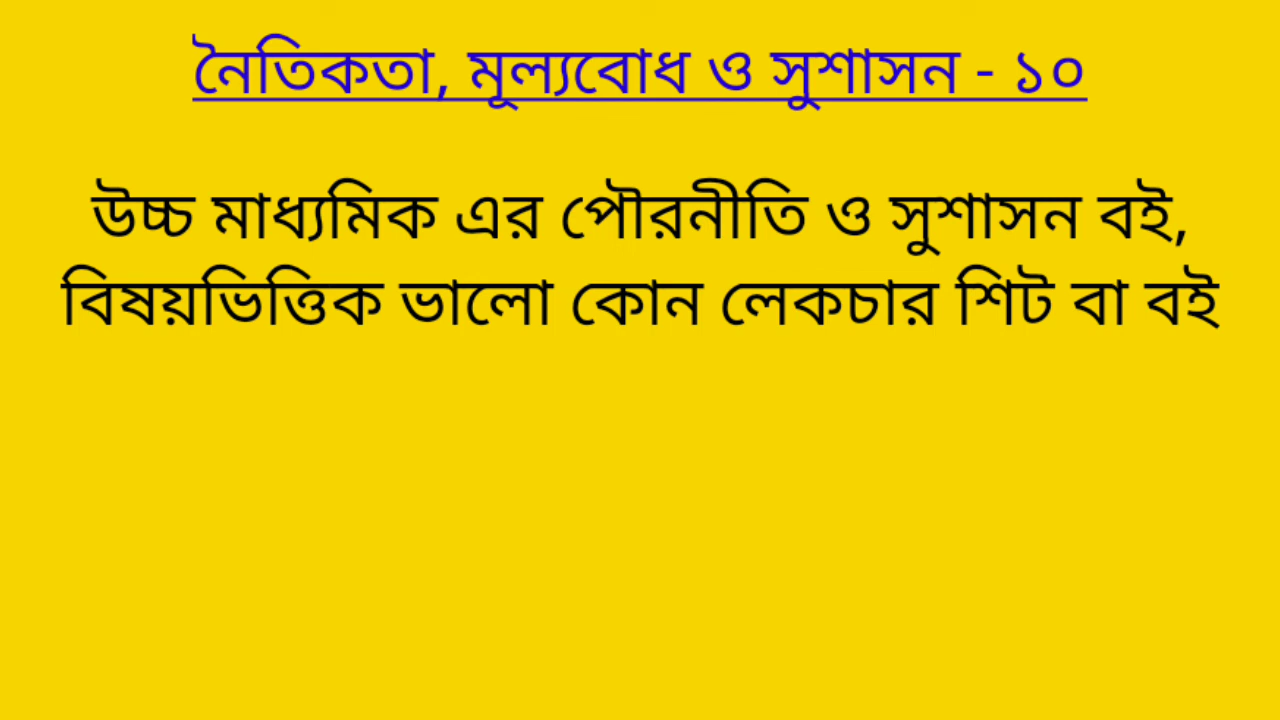 নৈতিকতা, মূল্যবোধ ও সুশাসন - ১০
উচ্চ মাধ্যমিক এর পৌরনীতি ও সুশাসন বই,
বিষয়ভিত্তিক ভালো কোন লেকচার শিট বা বই